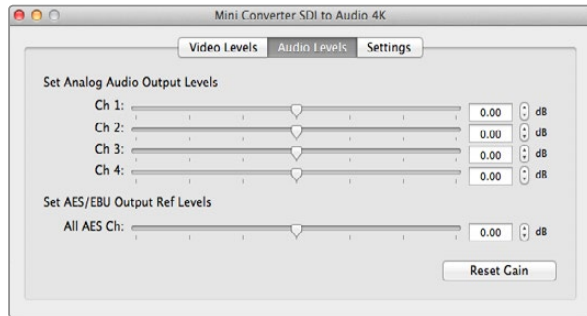 Mini Converter SDI to Audio 4K
Video Levels Audio Levels Settings
Set Analog Audio Output Levels
Ch 1: 0.00 dB
Ch 2: 0.00 dB
Ch 3: 0.00 dB
Ch 4: 0.00 dB
Set AES/EBU Output Ref Levels
All AES Ch: 0.00 dB
Reset Gain